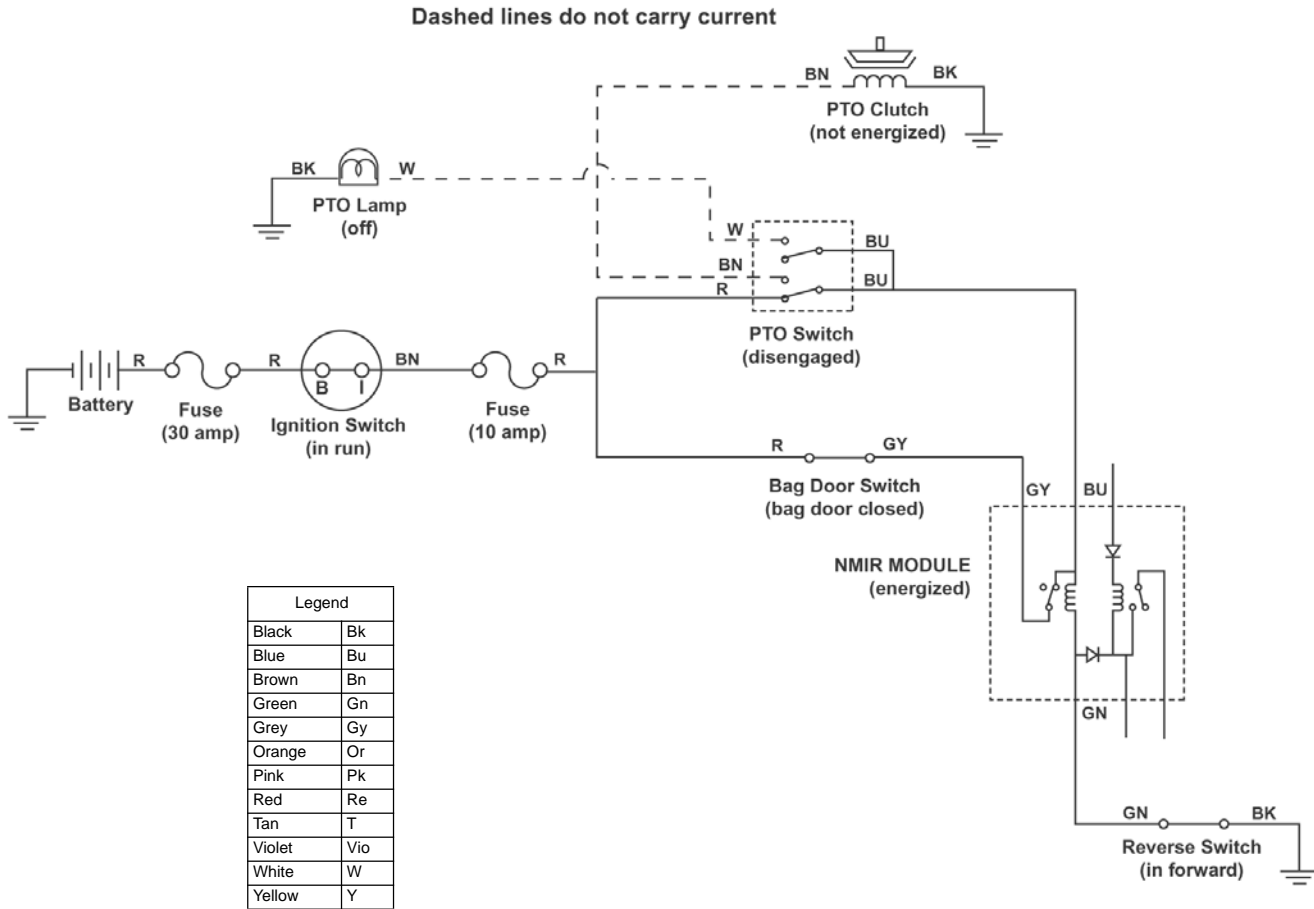 Dashed lines do not carry current
BN
BK
PTO Clutch
(not energized)
BK
W
PTO Lamp
(off)
W
BU
BN
BU
R
PTO Switch
(disengaged)
R
R
BN
R
B
I
Battery
Fuse
(30 amp)
Ignition Switch
(in run)
Fuse
(10 amp)
R
GY
Bag Door Switch
(bag door closed)
GY
BU
NMIR MODULE
(energized)
GN
GN
BK
Reverse Switch
(in forward)
Legend
Black Bk
Blue Bu
Brown Bn
Green Gn
Grey Gy
Orange Or
Pink Pk
Red Re
Tan T
Violet Vio
White W
Yellow Y